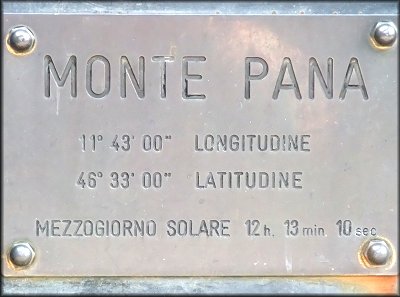 MONTE PANA
11° 43' 00" LONGITUDINE
46° 33' 00" LATITUDINE
MEZZOGIORNO SOLARE 12 h. 13 min. 10 sec